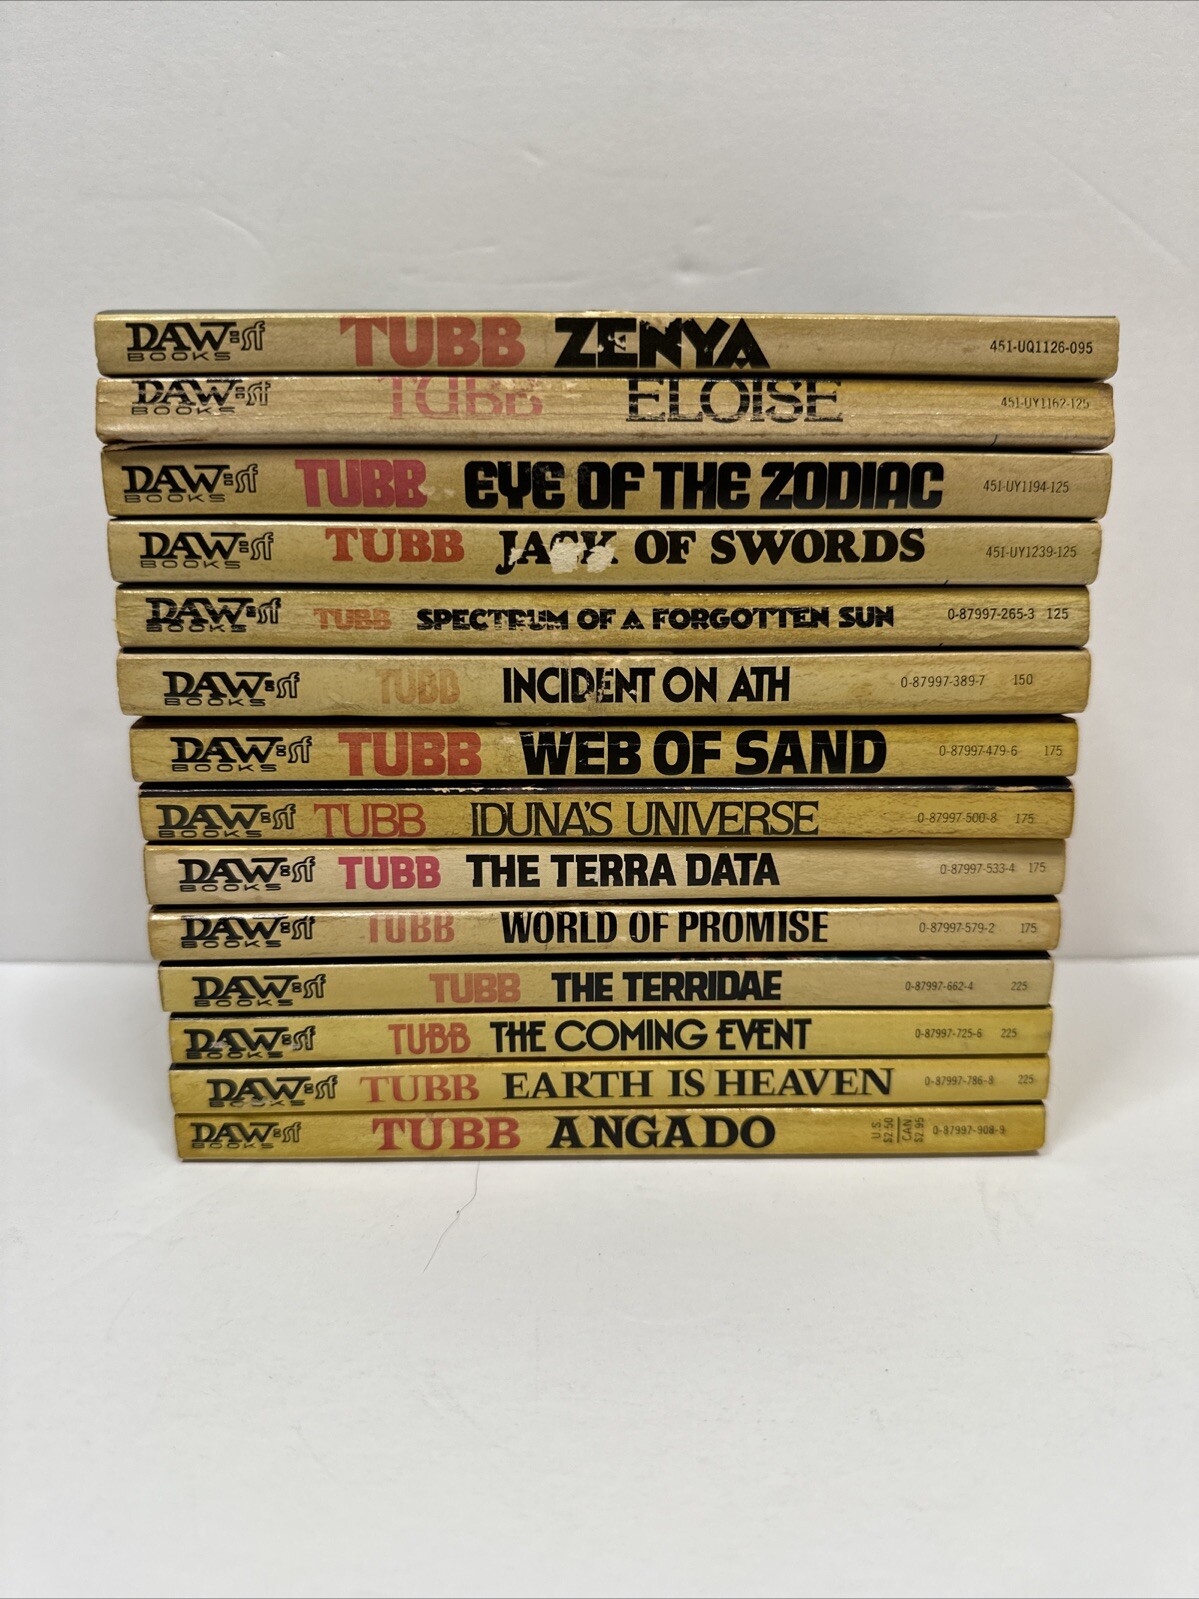 DAW=sf BOOKS TUBB ZENYA 451-UQ1126-095
DAW=sf BOOKS TUBB ELOISE 451-UY1162-125
DAW=sf BOOKS TUBB EYE OF THE ZODIAC 451-UY1194-125
DAW=sf BOOKS TUBB JACK OF SWORDS 451-UY1239-125
DAW=sf BOOKS TUBB SPECTRUM OF A FORGOTTEN SUN 0-87997-265-3 125
DAW=sf BOOKS TUBB INCIDENT ON ATH 0-87997-389-7 150
DAW=sf BOOKS TUBB WEB OF SAND 0-87997-479-6 175
DAW=sf BOOKS TUBB IDUNA'S UNIVERSE 0-87997-500-8 175
DAW=sf BOOKS TUBB THE TERRA DATA 0-87997-533-4 175
DAW=sf BOOKS TUBB WORLD OF PROMISE 0-87997-579-2 175
DAW=sf BOOKS TUBB THE TERRIDAE 0-87997-662-4 225
DAW=sf BOOKS TUBB THE COMING EVENT 0-87997-725-6 225
DAW=sf BOOKS TUBB EARTH IS HEAVEN 0-87997-786-8 225
DAW=sf BOOKS TUBB ANGADO U.S. $2.50 CAN $2.95 0-87997-908-9